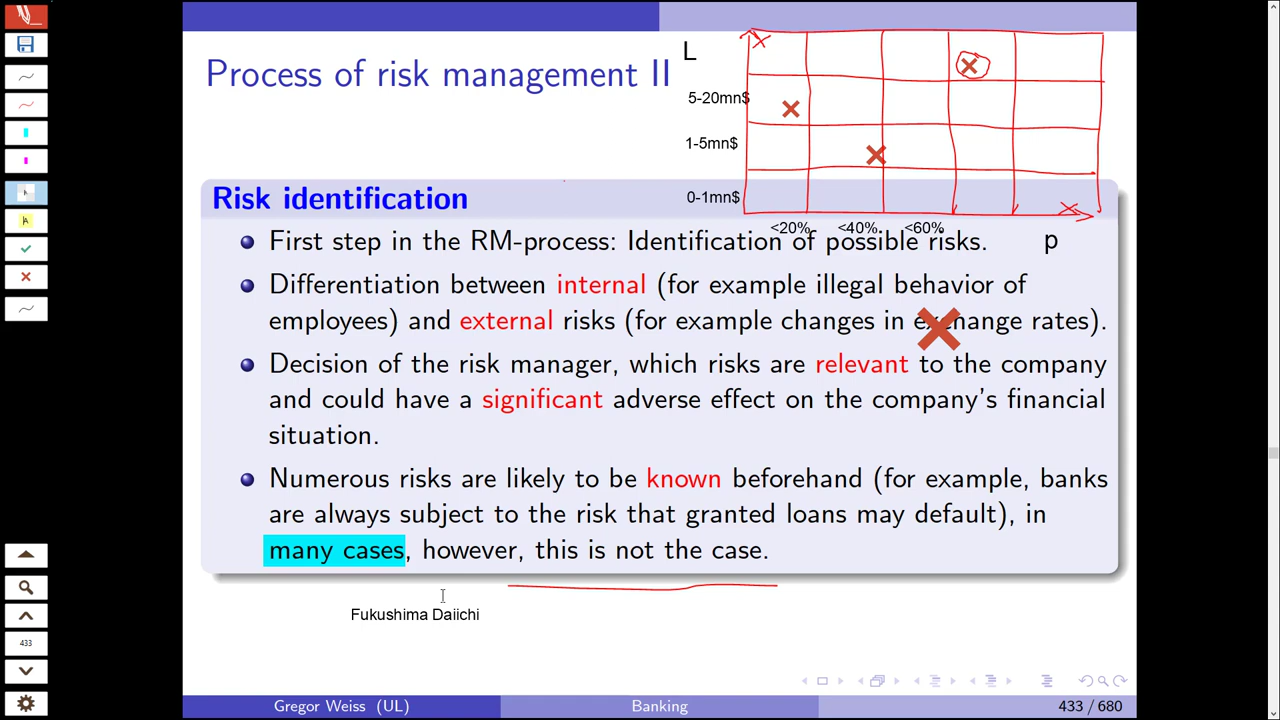 Process of risk management II
L
5-20mn$
1-5mn$
0-1mn$
<20%
<40%
<60%
p
Risk identification
First step in the RM-process: Identification of possible risks.
Differentiation between internal (for example illegal behavior of
employees) and external risks (for example changes in exchange rates).
Decision of the risk manager, which risks are relevant to the company
and could have a significant adverse effect on the company's financial
situation.
Numerous risks are likely to be known beforehand (for example, banks
are always subject to the risk that granted loans may default), in
many cases, however, this is not the case.
Fukushima Daiichi
433
Gregor Weiss (UL)
Banking
433 / 680